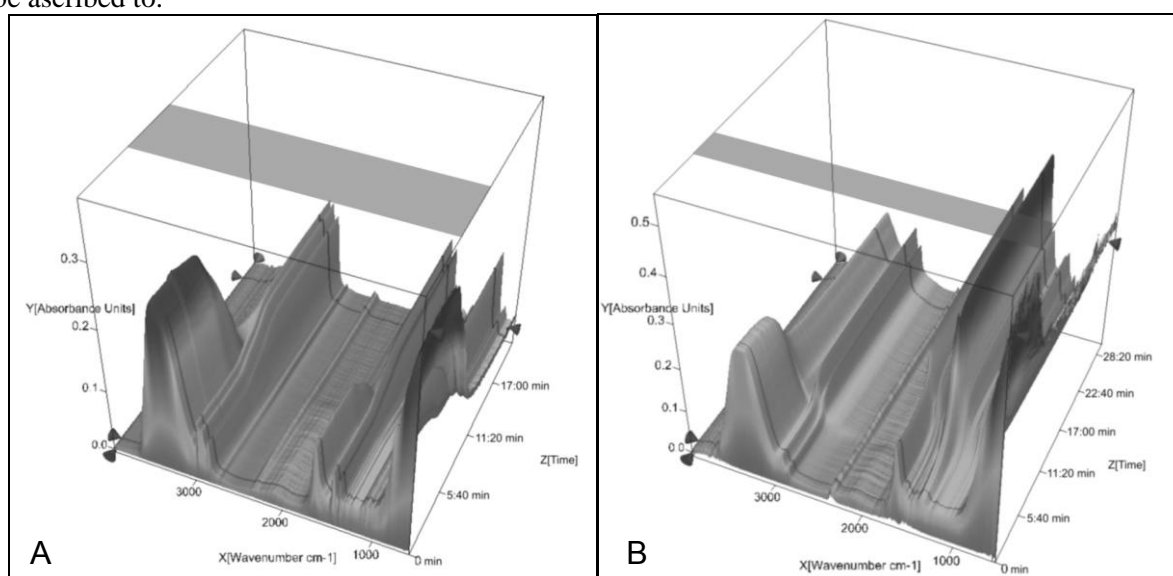 be ascribed to:
0.3
Y[Absorbance Units]
0.2
0.1
0.0
3000
2000
1000
X[Wavenumber cm-1]
0 min
5:40 min
11:20 min
17:00 min
Z[Time]
A
0.5
0.4
Y[Absorbance Units]
0.3
0.2
0.1
0.0
3000
2000
1000
X[Wavenumber cm-1]
0 min
5:40 min
11:20 min
17:00 min
22:40 min
28:20 min
Z[Time]
B